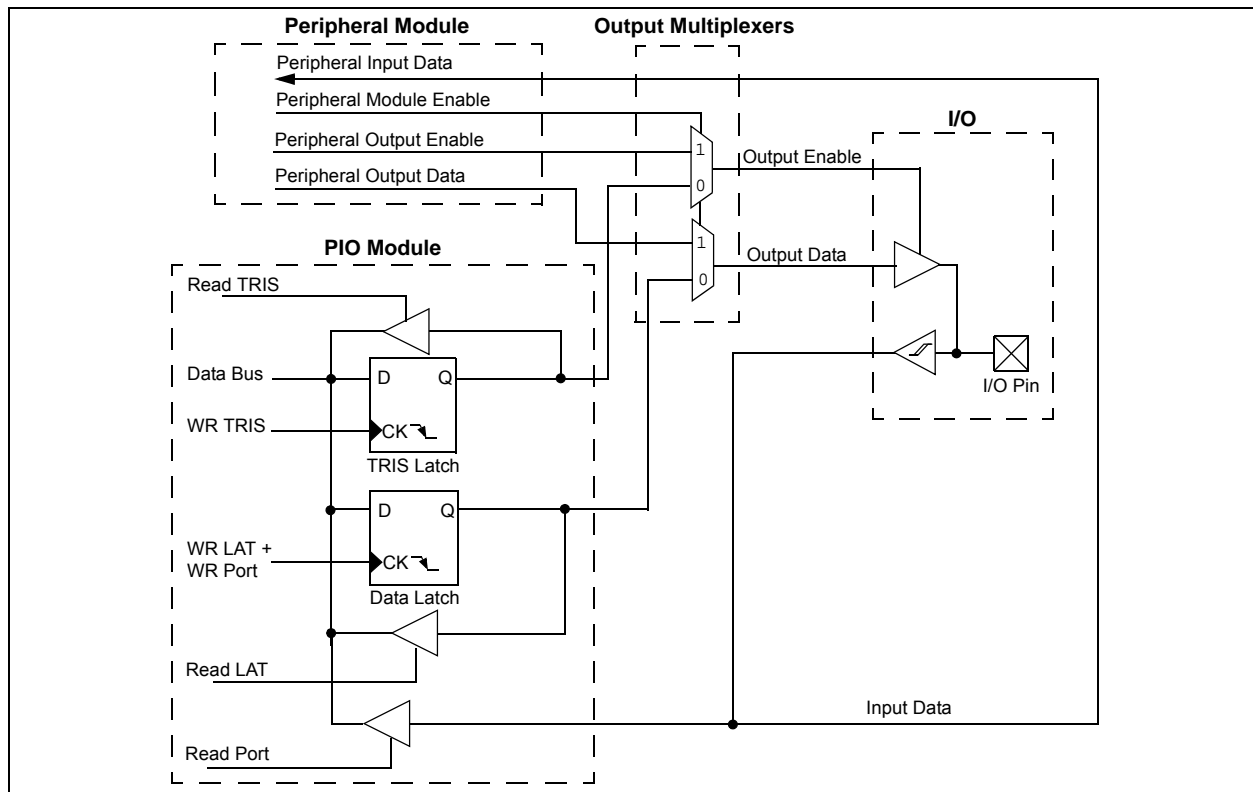 Peripheral Module
Output Multiplexers
Peripheral Input Data
Peripheral Module Enable
I/O
Peripheral Output Enable
1
Output Enable
Peripheral Output Data
0
PIO Module
1
Output Data
Read TRIS
0
Data Bus
D
Q
I/O Pin
WR TRIS
CK
TRIS Latch
D
Q
WR LAT +
WR Port
CK
Data Latch
Read LAT
Input Data
Read Port